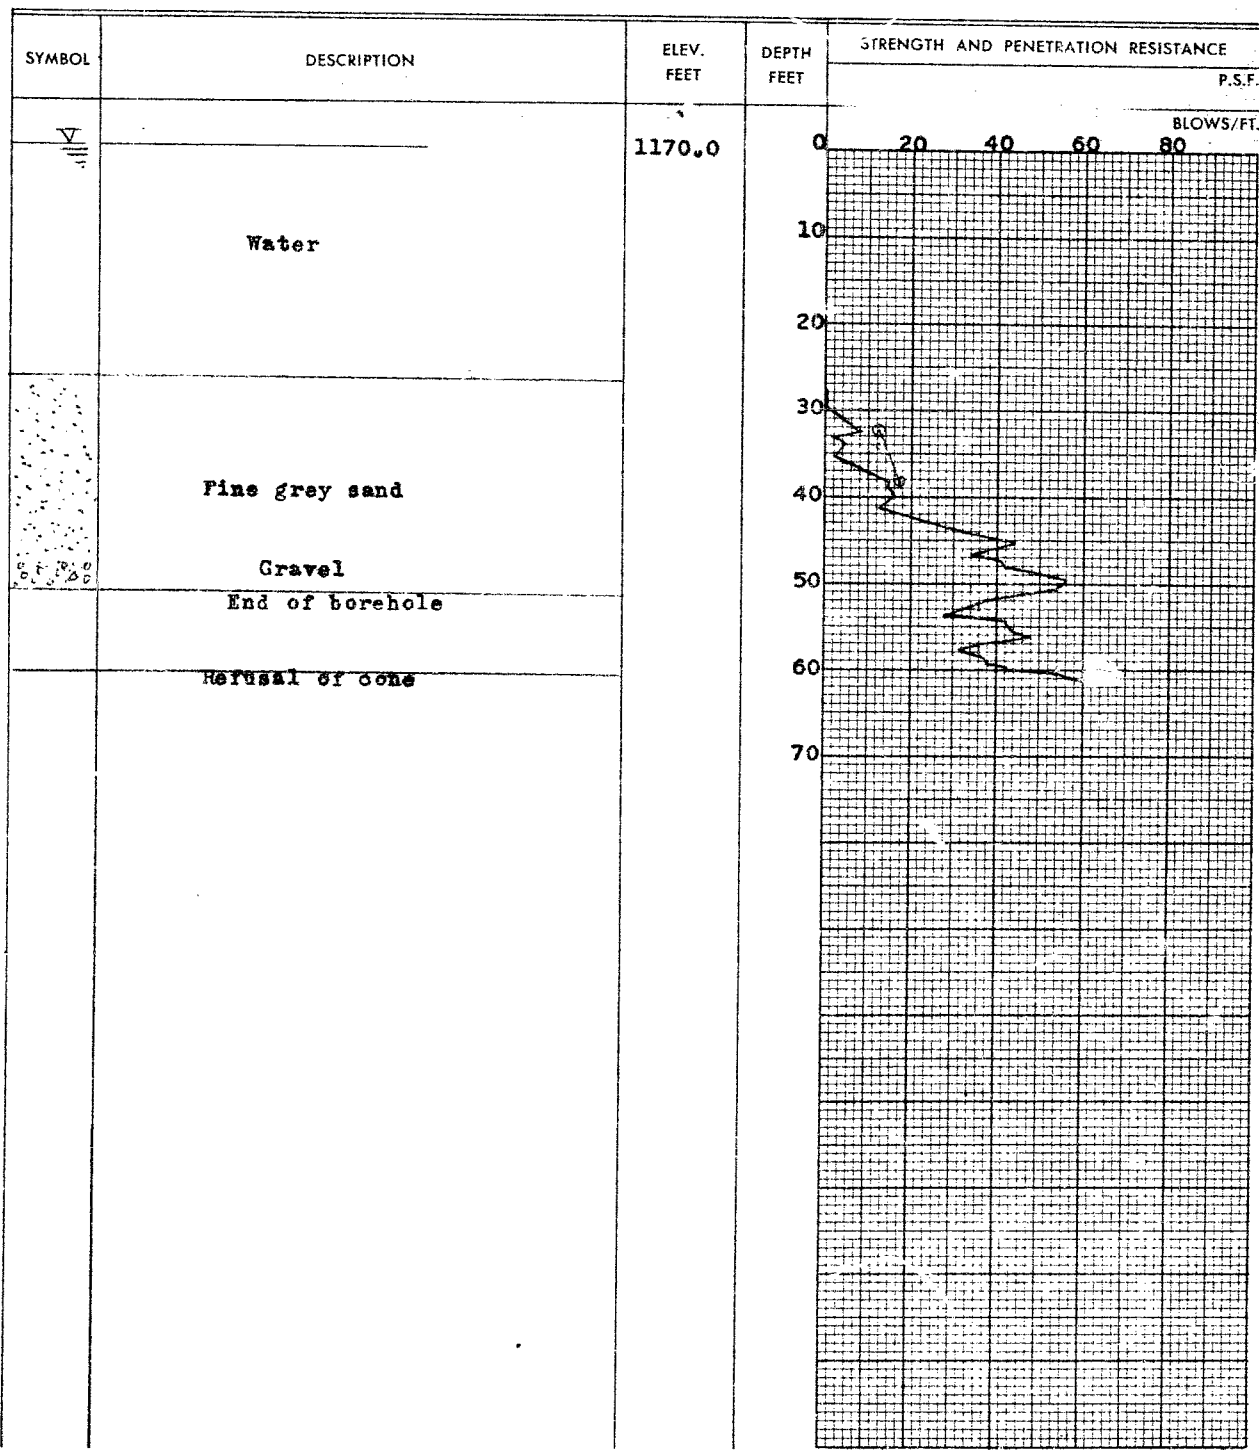 SYMBOL DESCRIPTION ELEV. FEET DEPTH FEET STRENGTH AND PENETRATION RESISTANCE
P.S.F.
BLOWS/FT.
1170.0 0 20 40 60 80
Water 10
20
30
Fine grey sand 40
Gravel
50
End of borehole
Refusal of cone 60
70